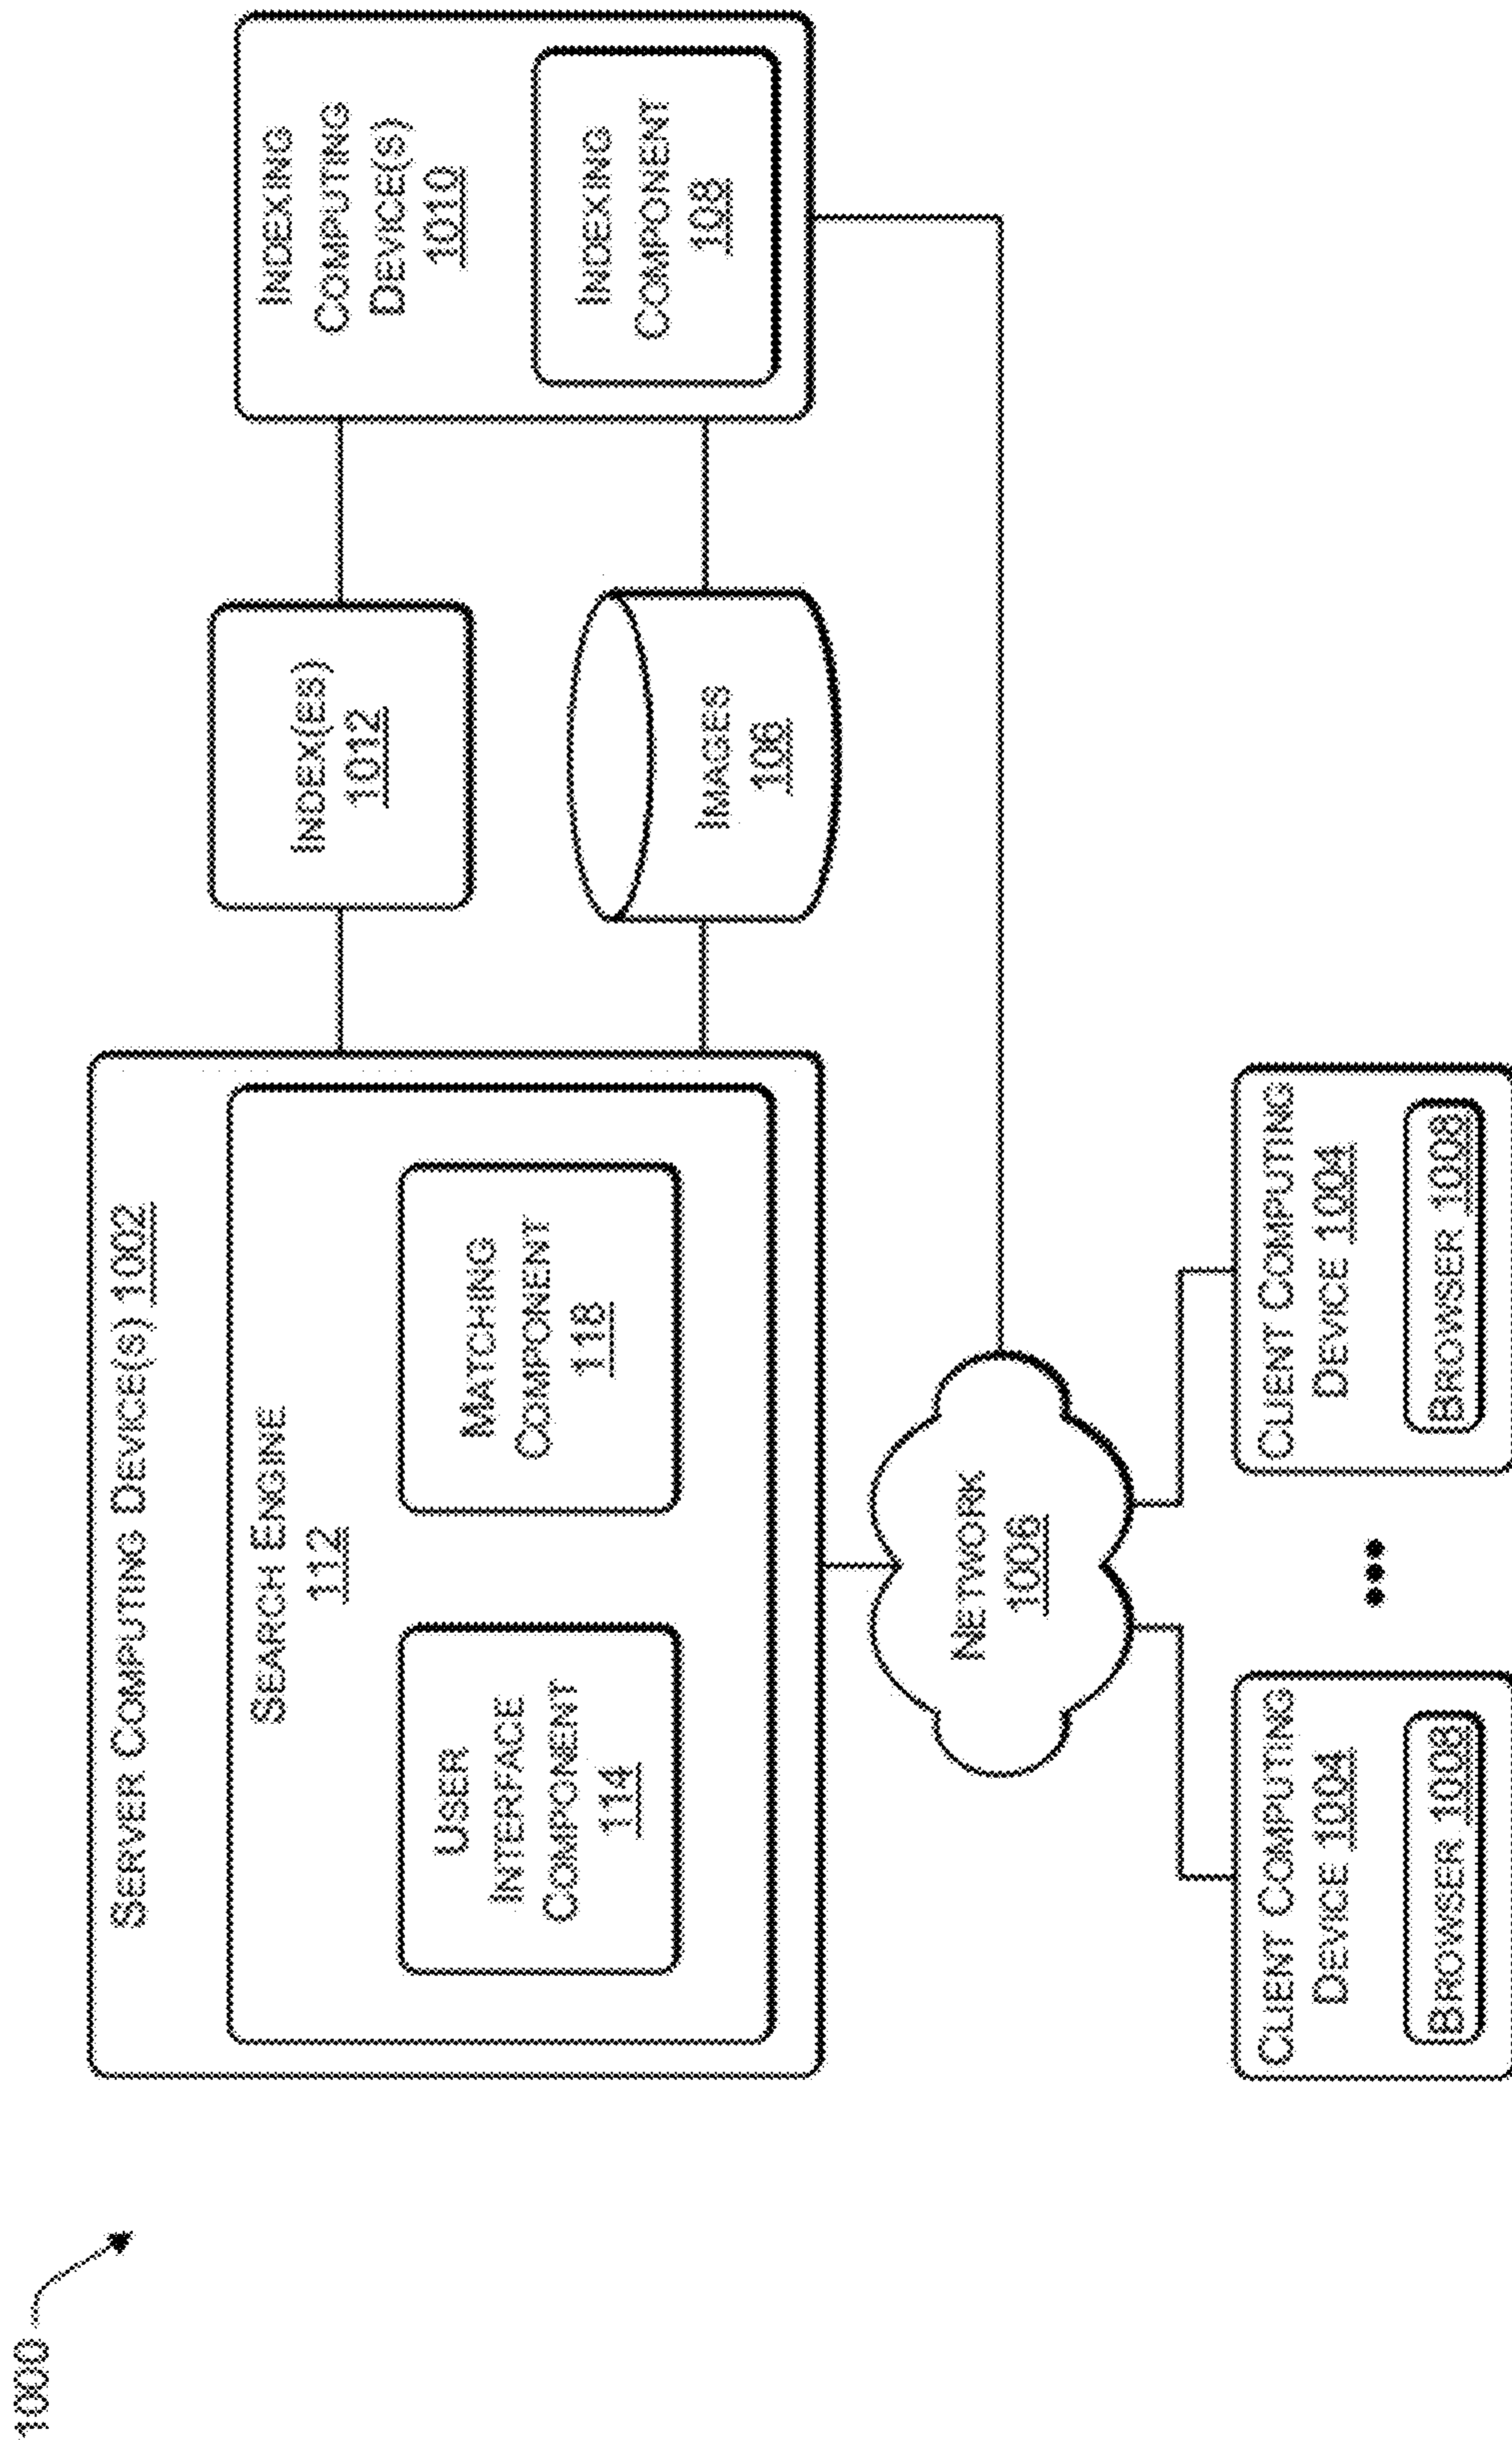 1000
SERVER COMPUTING DEVICE(S) 1002
SEARCH ENGINE
112
USER
INTERFACE
COMPONENT
114
MATCHING
COMPONENT
118
INDEX(ES)
1012
IMAGES
106
INDEXING
COMPUTING
DEVICE(S)
1010
INDEXING
COMPONENT
108
NETWORK
1006
CLIENT COMPUTING
DEVICE 1004
BROWSER 1008
CLIENT COMPUTING
DEVICE 1004
BROWSER 1008